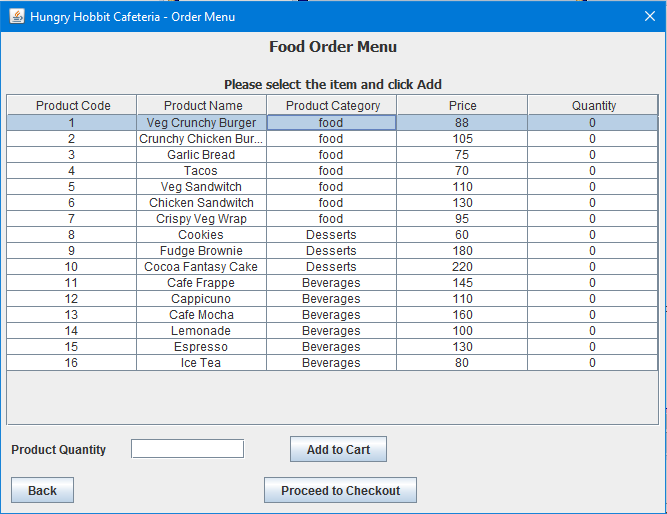 Hungry Hobbit Cafeteria - Order Menu
Food Order Menu
Please select the item and click Add
Product Code Product Name Product Category Price Quantity
1 Veg Crunchy Burger food 88 0
2 Crunchy Chicken Bur... food 105 0
3 Garlic Bread food 75 0
4 Tacos food 70 0
5 Veg Sandwitch food 110 0
6 Chicken Sandwitch food 130 0
7 Crispy Veg Wrap food 95 0
8 Cookies Desserts 60 0
9 Fudge Brownie Desserts 180 0
10 Cocoa Fantasy Cake Desserts 220 0
11 Cafe Frappe Beverages 145 0
12 Cappicuno Beverages 110 0
13 Cafe Mocha Beverages 160 0
14 Lemonade Beverages 100 0
15 Espresso Beverages 130 0
16 Ice Tea Beverages 80 0
Product Quantity Add to Cart
Back Proceed to Checkout